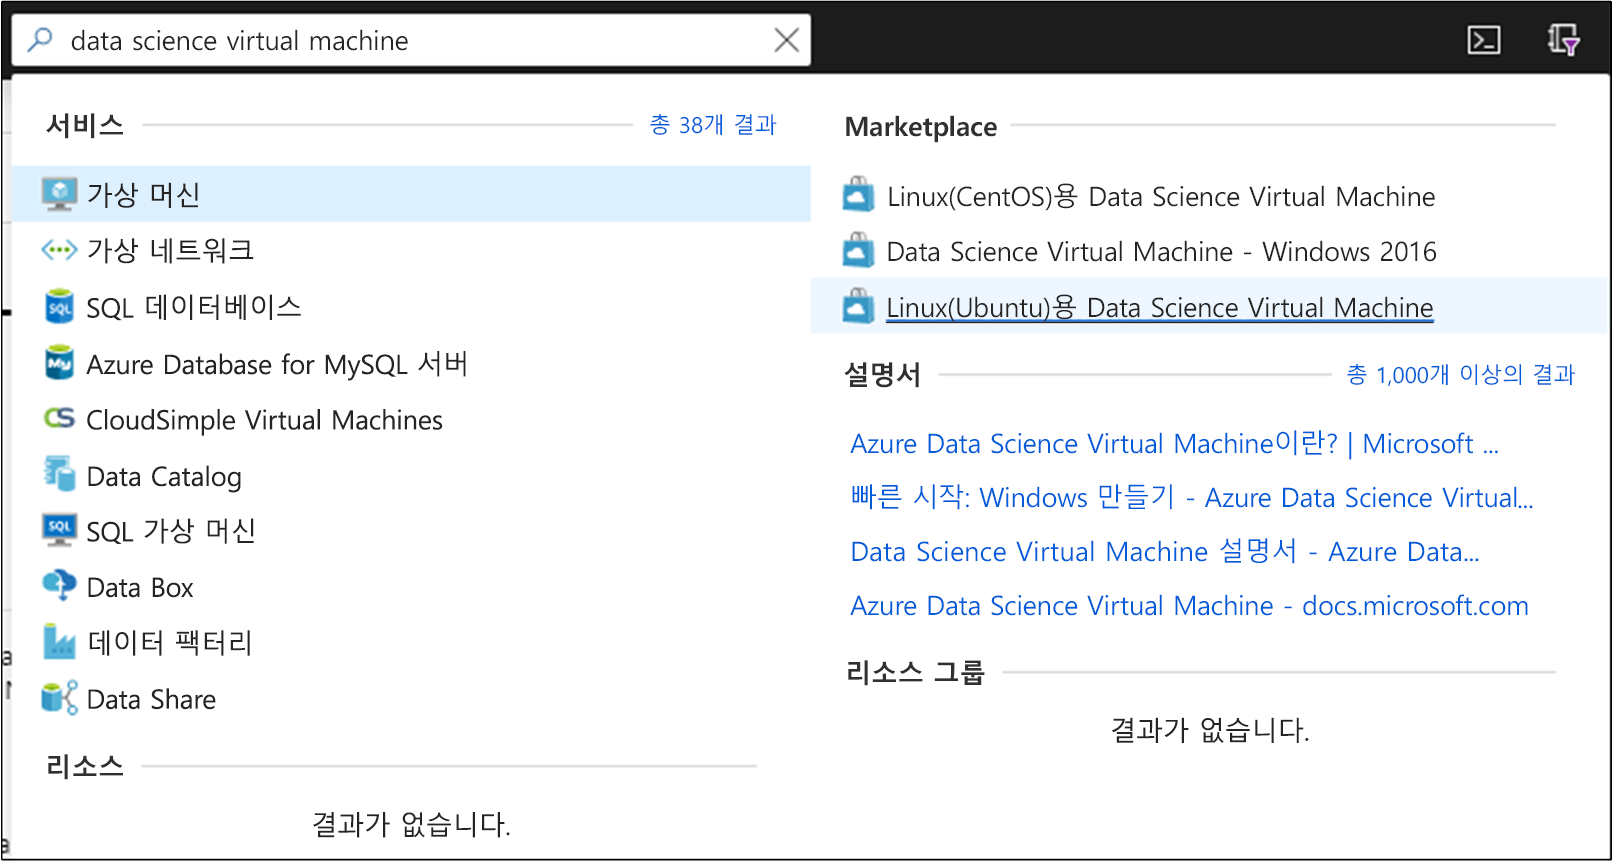 data science virtual machine
서비스
총 38개 결과
가상 머신
가상 네트워크
SQL 데이터베이스
Azure Database for MySQL 서버
CloudSimple Virtual Machines
Data Catalog
SQL 가상 머신
Data Box
데이터 팩터리
Data Share
리소스
결과가 없습니다.
Marketplace
Linux(CentOS)용 Data Science Virtual Machine
Data Science Virtual Machine - Windows 2016
Linux(Ubuntu)용 Data Science Virtual Machine
설명서
총 1,000개 이상의 결과
Azure Data Science Virtual Machine이란? | Microsoft ...
빠른 시작: Windows 만들기 - Azure Data Science Virtual...
Data Science Virtual Machine 설명서 - Azure Data...
Azure Data Science Virtual Machine - docs.microsoft.com
리소스 그룹
결과가 없습니다.